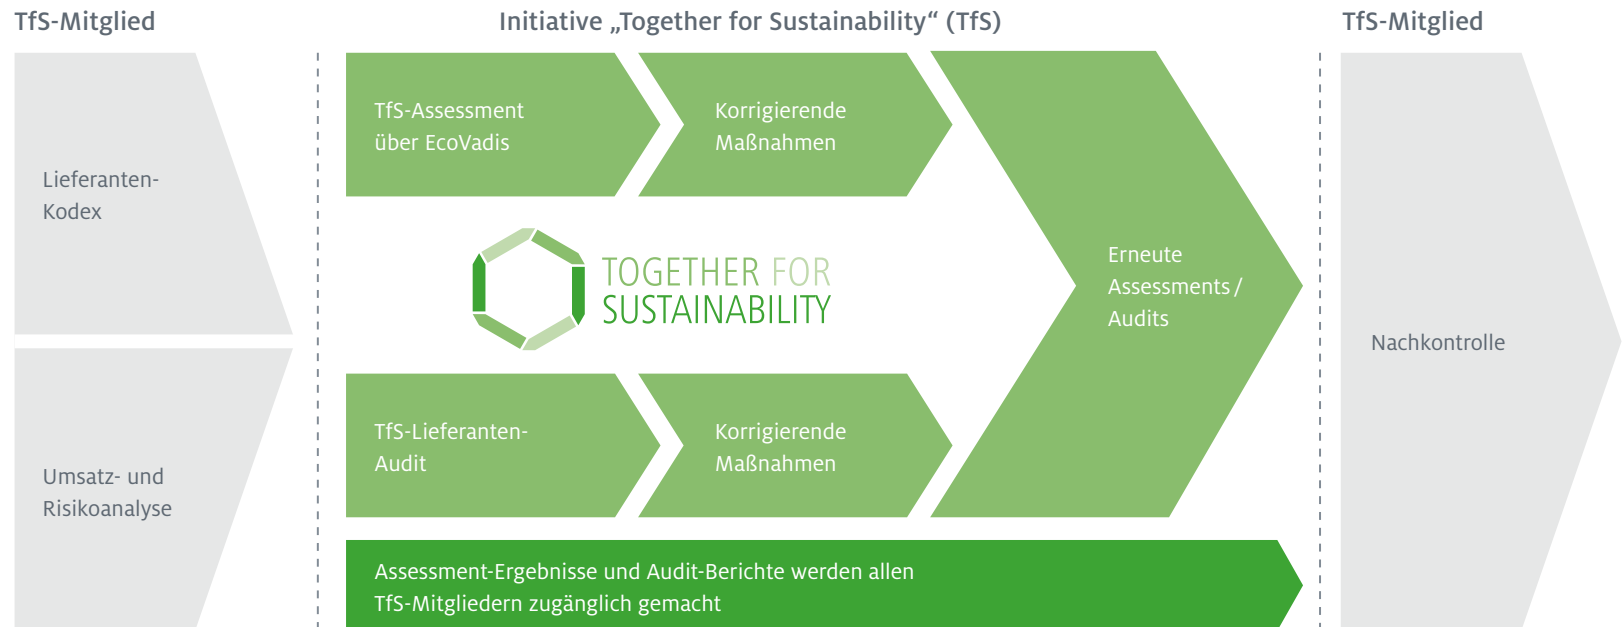 TfS-Mitglied
Initiative „Together for Sustainability“ (TfS)
TfS-Mitglied
Lieferanten-
Kodex
Umsatz- und
Risikoanalyse
TfS-Assessment
über EcoVadis
Korrigierende
Maßnahmen
TOGETHER FOR
SUSTAINABILITY
TfS-Lieferanten-
Audit
Korrigierende
Maßnahmen
Erneute
Assessments /
Audits
Assessment-Ergebnisse und Audit-Berichte werden allen
TfS-Mitgliedern zugänglich gemacht
Nachkontrolle